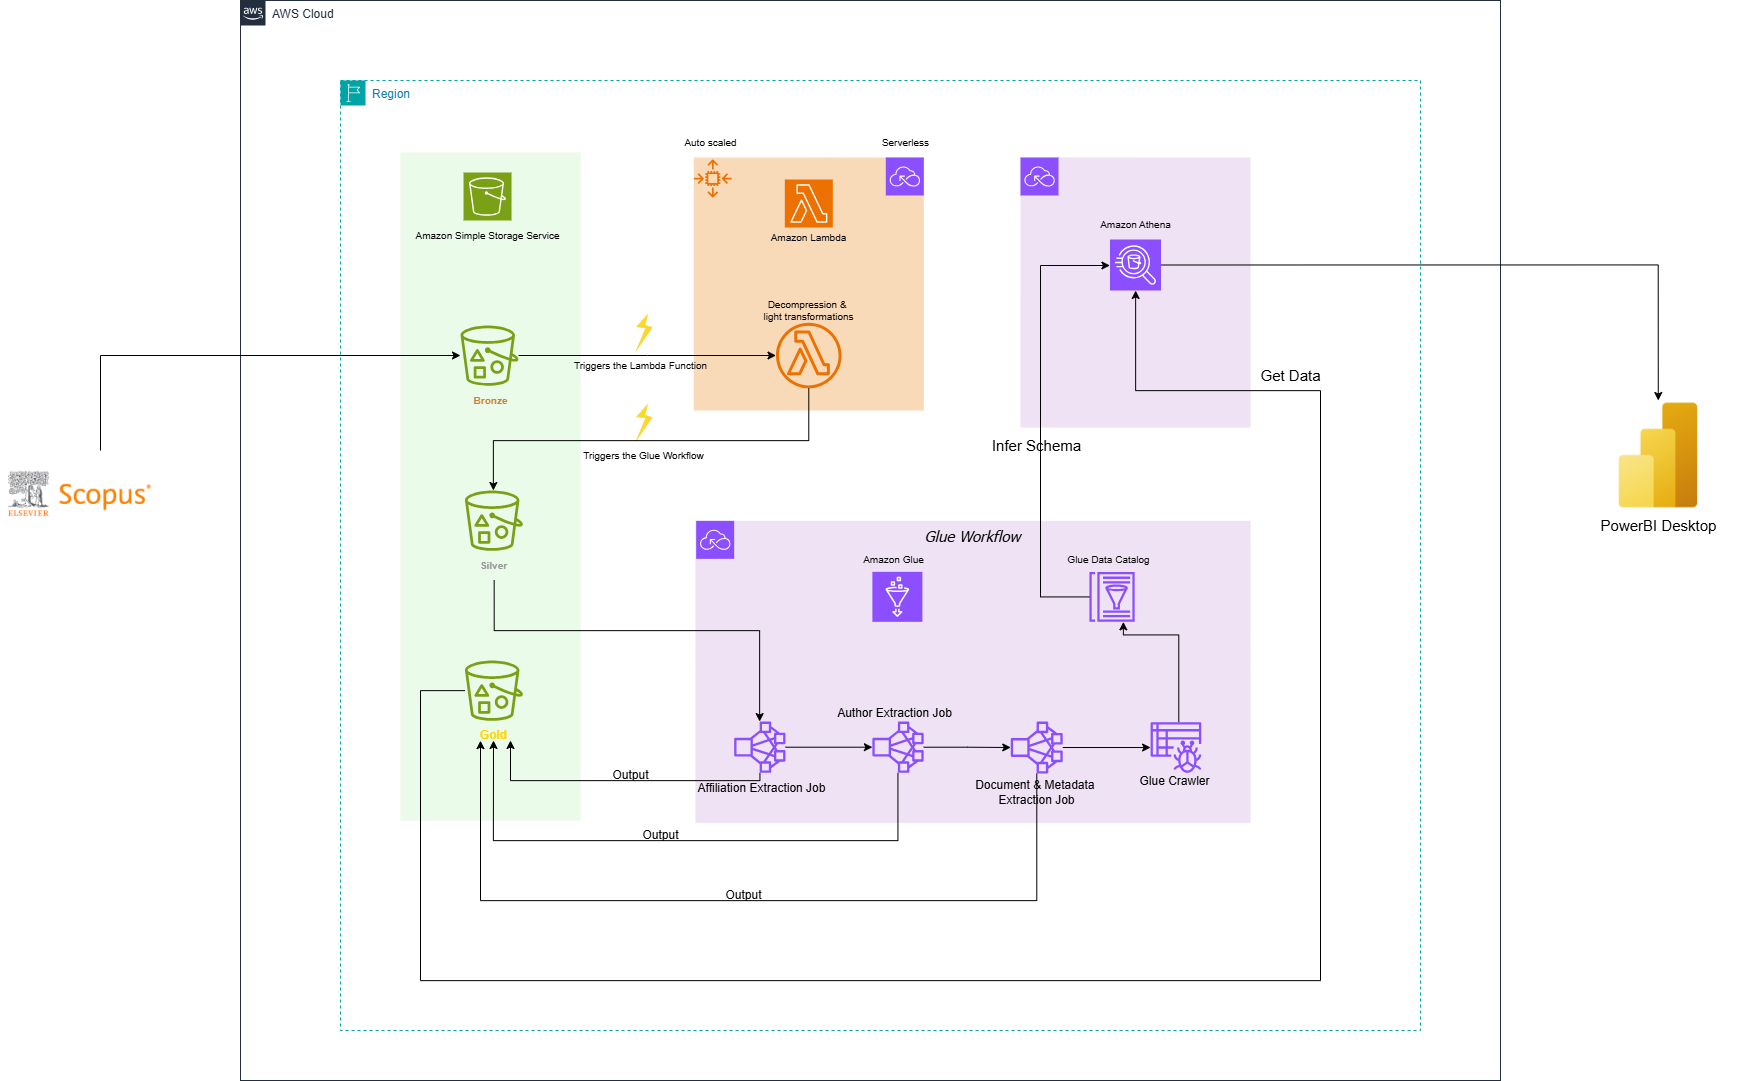 aws
AWS Cloud
Region
Auto scaled
Serverless
Amazon Simple Storage Service
Amazon Lambda
Amazon Athena
Decompression &
light transformations
Triggers the Lambda Function
Bronze
Get Data
Triggers the Glue Workflow
Infer Schema
ELSEVIER
Scopus®
PowerBI Desktop
Silver
Glue Workflow
Amazon Glue
Glue Data Catalog
Gold
Author Extraction Job
Output
Affiliation Extraction Job
Document & Metadata
Extraction Job
Glue Crawler
Output
Output